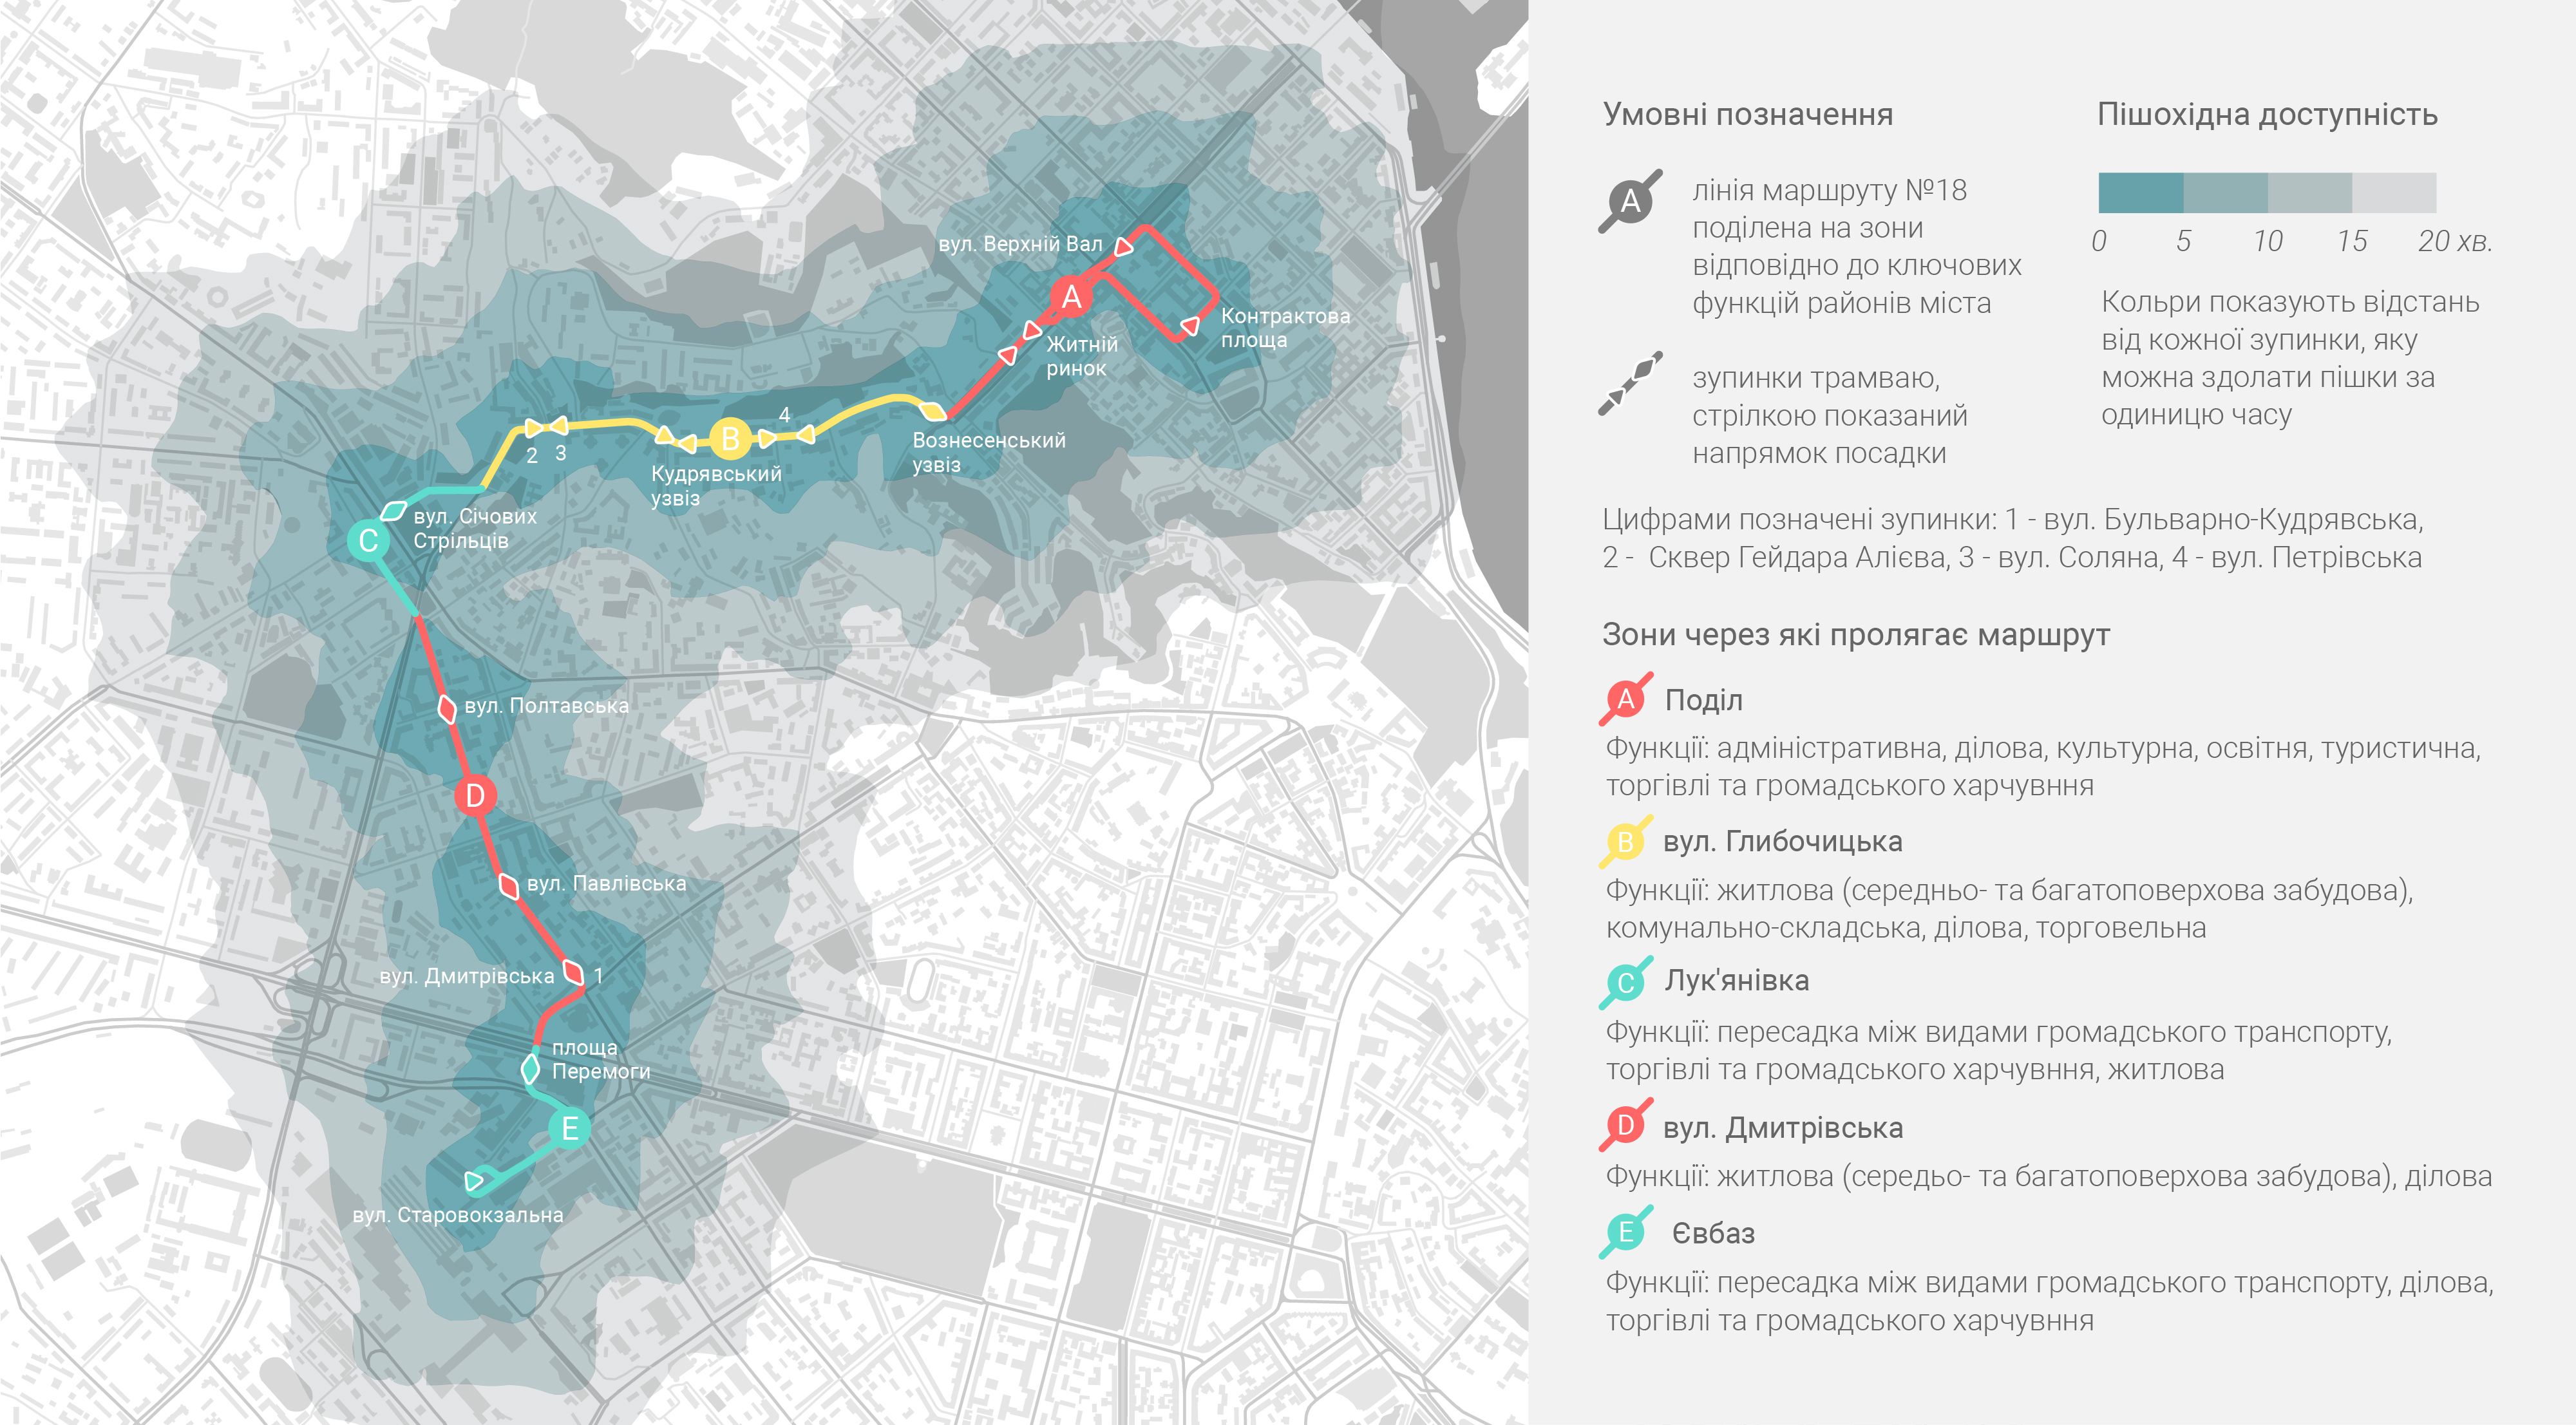 вул. Верхній Вал
A
Контрактова
площа
Житній
ринок
4
B
2
3
Вознесенський
узвіз
Кудрявський
узвіз
вул. Січових
Стрільців
C
вул. Полтавська
D
вул. Павлівська
вул. Дмитрівська
1
площа
Перемоги
E
вул. Старовокзальна
Умовні позначення
A
лінія маршруту №18
поділена на зони
відповідно до ключових
функцій районів міста
зупинки трамваю,
стрілкою показаний
напрямок посадки
Пішохідна доступність
0 5 10 15 20 хв.
Кольри показують відстань
від кожної зупинки, яку
можна здолати пішки за
одиницю часу
Цифрами позначені зупинки: 1 - вул. Бульварно-Кудрявська,
2 - Сквер Гейдара Алієва, 3 - вул. Соляна, 4 - вул. Петрівська
Зони через які пролягає маршрут
A Поділ
Функції: адміністративна, ділова, культурна, освітня, туристична,
торгівлі та громадського харчувння
B вул. Глибочицька
Функції: житлова (середньо- та багатоповерхова забудова),
комунально-складська, ділова, торговельна
C Лук'янівка
Функції: пересадка між видами громадського транспорту,
торгівлі та громадського харчувння, житлова
D вул. Дмитрівська
Функції: житлова (середьо- та багатоповерхова забудова), ділова
E Євбаз
Функції: пересадка між видами громадського транспорту, ділова,
торгівлі та громадського харчувння